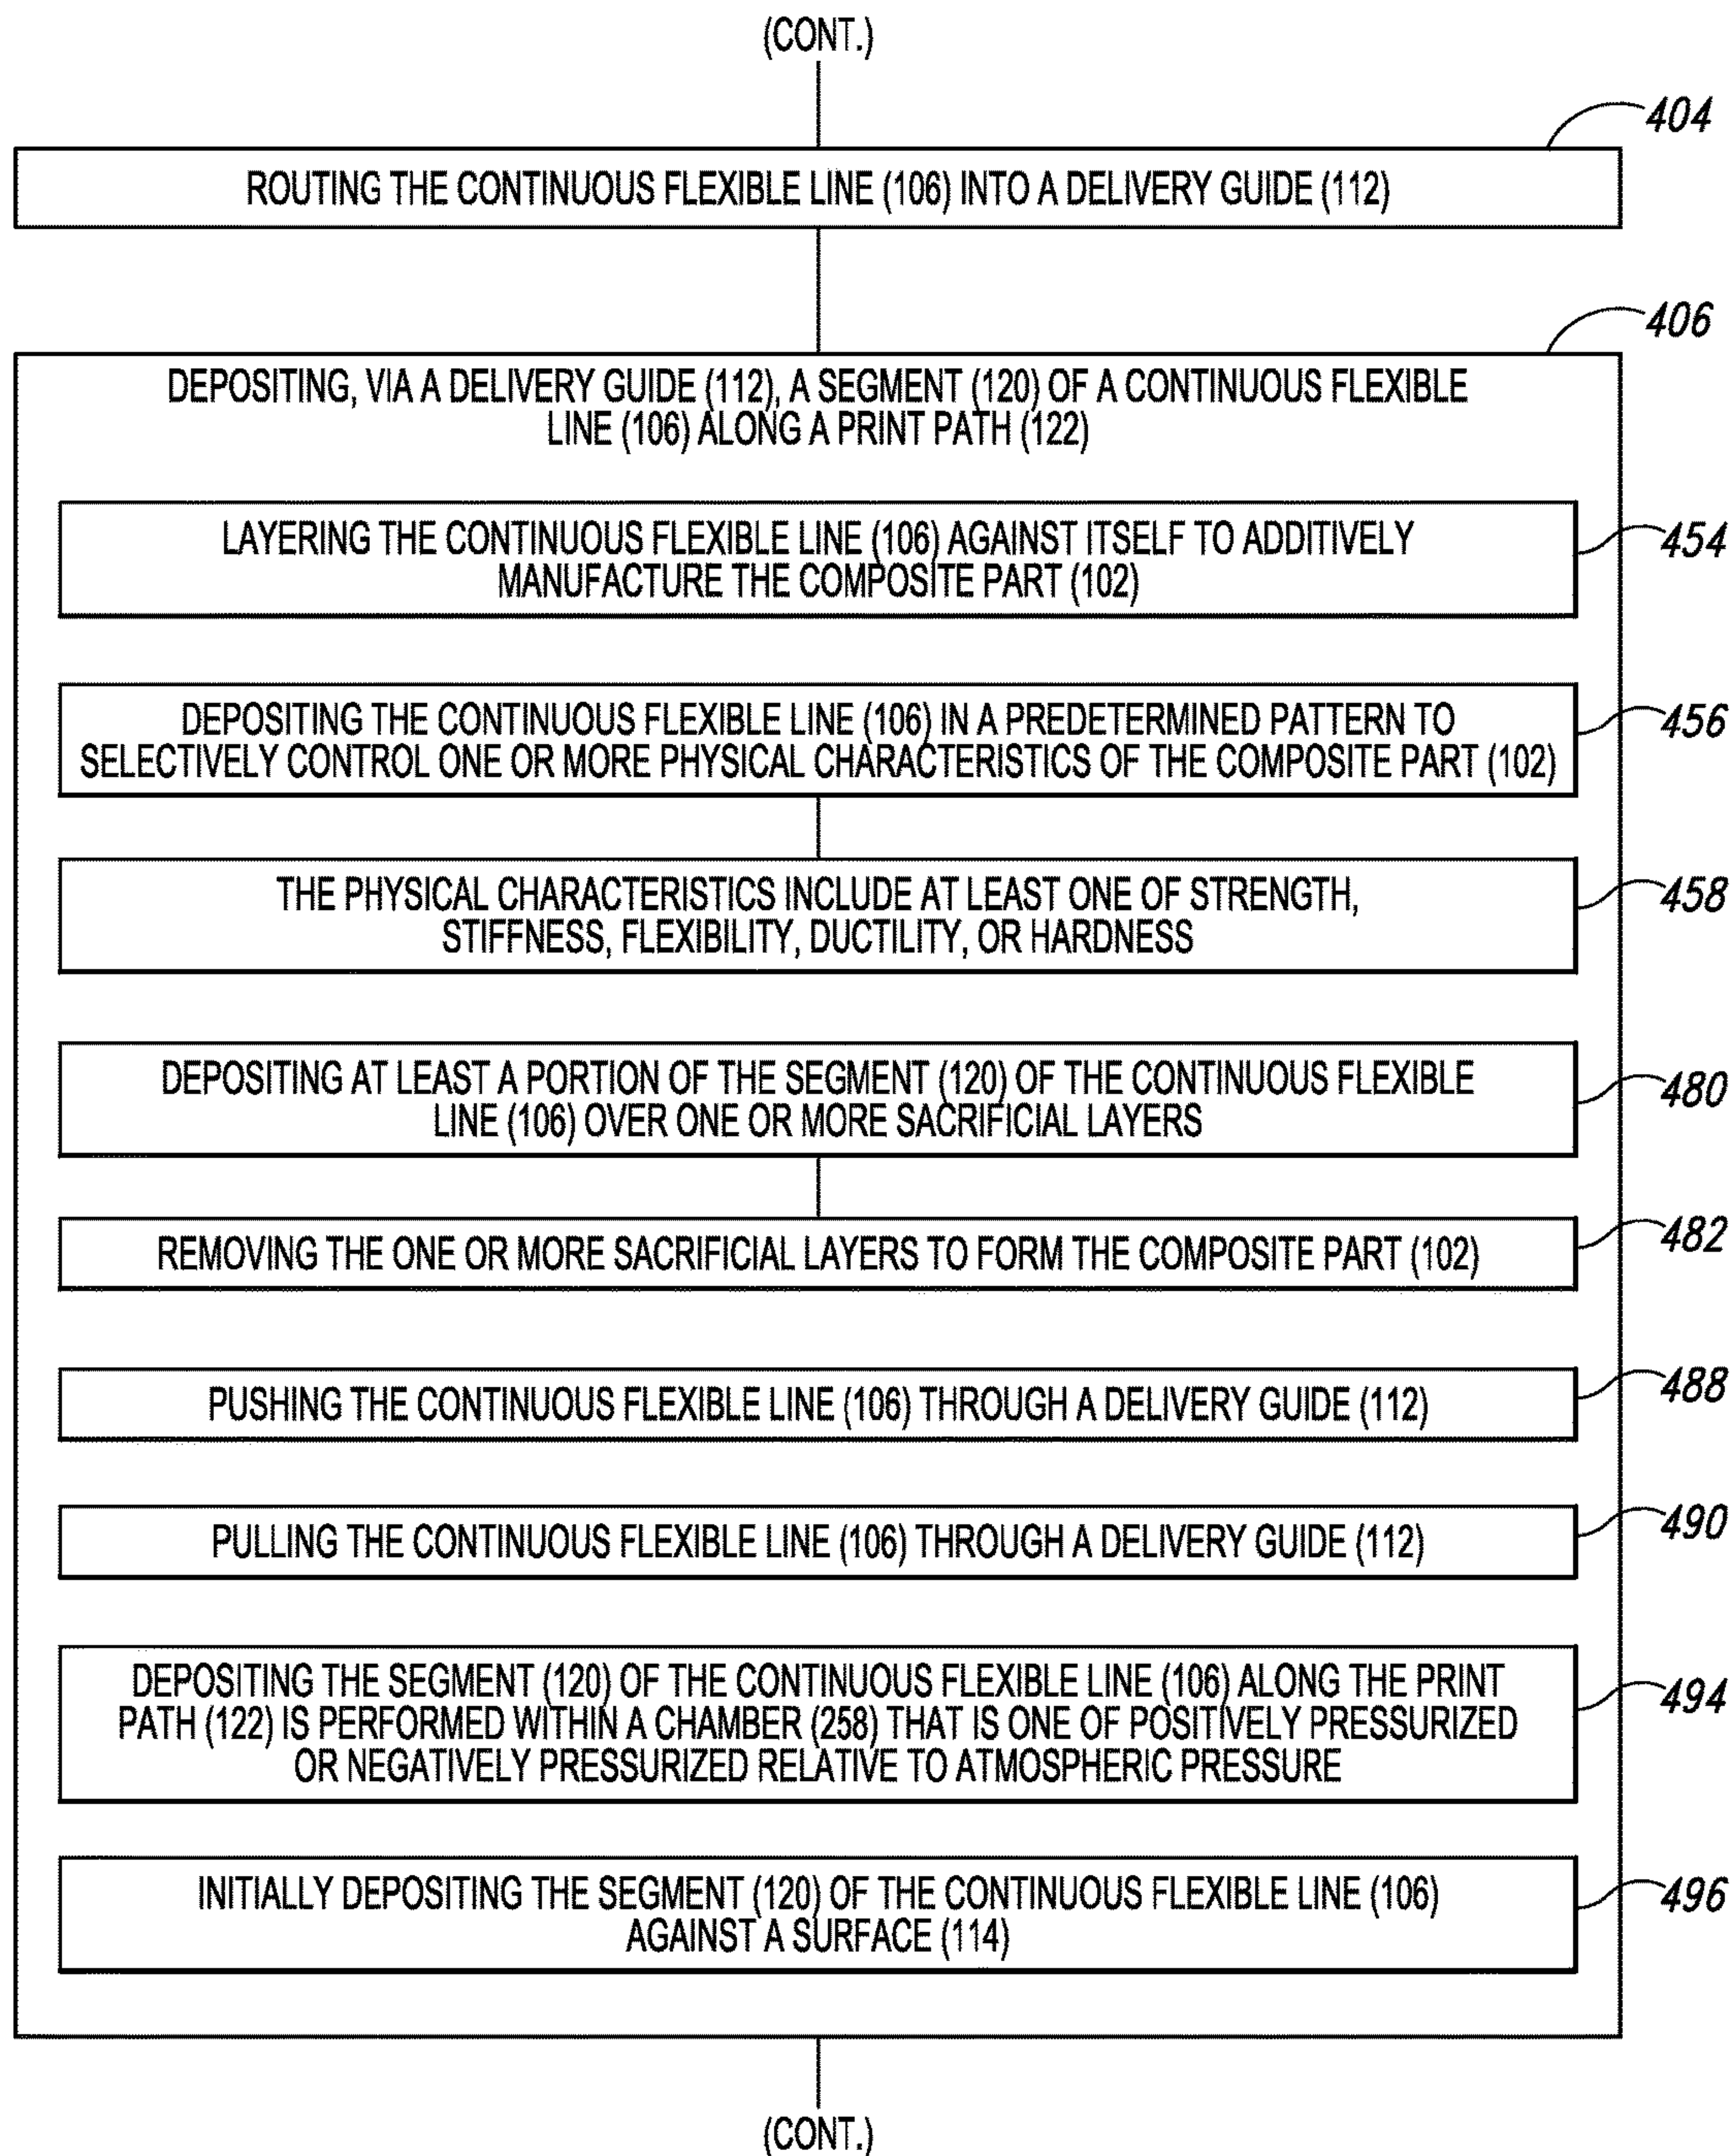 (CONT.)
404
ROUTING THE CONTINUOUS FLEXIBLE LINE (106) INTO A DELIVERY GUIDE (112)
406
DEPOSITING, VIA A DELIVERY GUIDE (112), A SEGMENT (120) OF A CONTINUOUS FLEXIBLE
LINE (106) ALONG A PRINT PATH (122)
LAYERING THE CONTINUOUS FLEXIBLE LINE (106) AGAINST ITSELF TO ADDITIVELY
MANUFACTURE THE COMPOSITE PART (102)
454
DEPOSITING THE CONTINUOUS FLEXIBLE LINE (106) IN A PREDETERMINED PATTERN TO
SELECTIVELY CONTROL ONE OR MORE PHYSICAL CHARACTERISTICS OF THE COMPOSITE PART (102)
456
THE PHYSICAL CHARACTERISTICS INCLUDE AT LEAST ONE OF STRENGTH,
STIFFNESS, FLEXIBILITY, DUCTILITY, OR HARDNESS
458
DEPOSITING AT LEAST A PORTION OF THE SEGMENT (120) OF THE CONTINUOUS FLEXIBLE
LINE (106) OVER ONE OR MORE SACRIFICIAL LAYERS
480
REMOVING THE ONE OR MORE SACRIFICIAL LAYERS TO FORM THE COMPOSITE PART (102)
482
PUSHING THE CONTINUOUS FLEXIBLE LINE (106) THROUGH A DELIVERY GUIDE (112)
488
PULLING THE CONTINUOUS FLEXIBLE LINE (106) THROUGH A DELIVERY GUIDE (112)
490
DEPOSITING THE SEGMENT (120) OF THE CONTINUOUS FLEXIBLE LINE (106) ALONG THE PRINT
PATH (122) IS PERFORMED WITHIN A CHAMBER (258) THAT IS ONE OF POSITIVELY PRESSURIZED
OR NEGATIVELY PRESSURIZED RELATIVE TO ATMOSPHERIC PRESSURE
494
INITIALLY DEPOSITING THE SEGMENT (120) OF THE CONTINUOUS FLEXIBLE LINE (106)
AGAINST A SURFACE (114)
496
(CONT.)